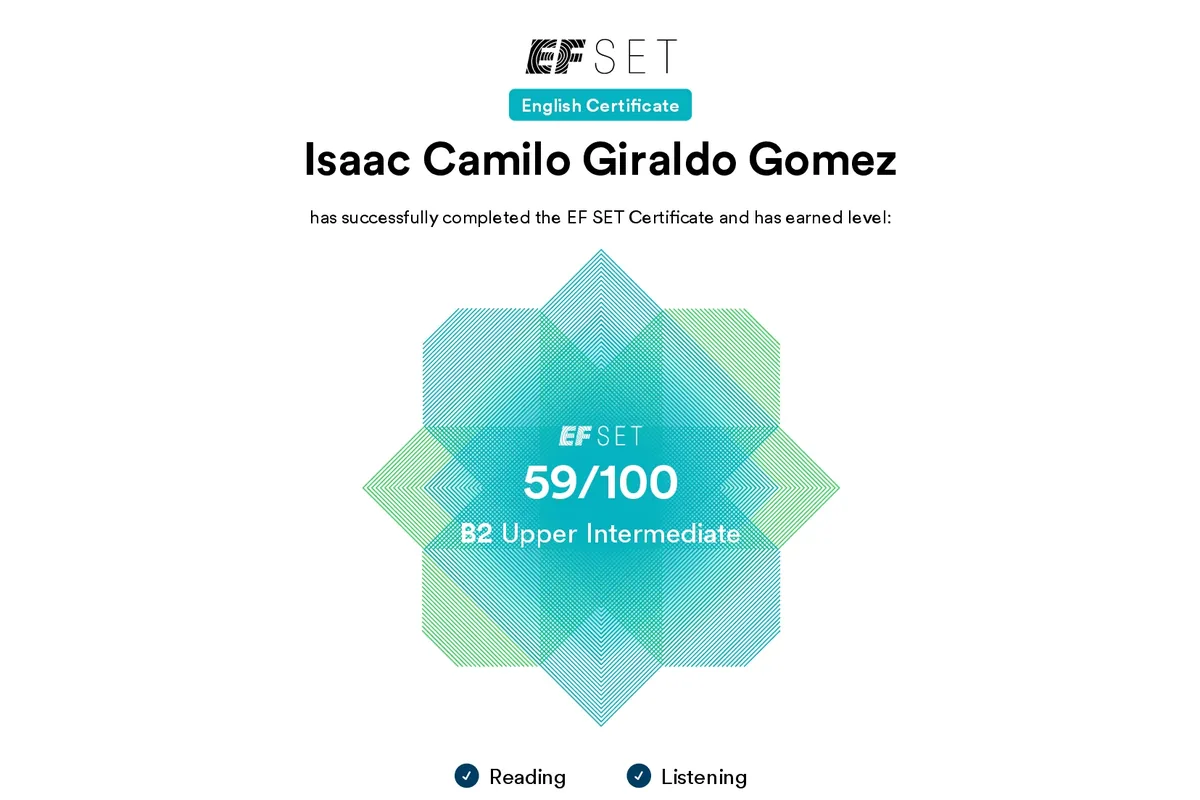 EF SET
English Certificate
Isaac Camilo Giraldo Gomez
has successfully completed the EF SET Certificate and has earned level:
EF SET
59/100
B2 Upper Intermediate
Reading Listening